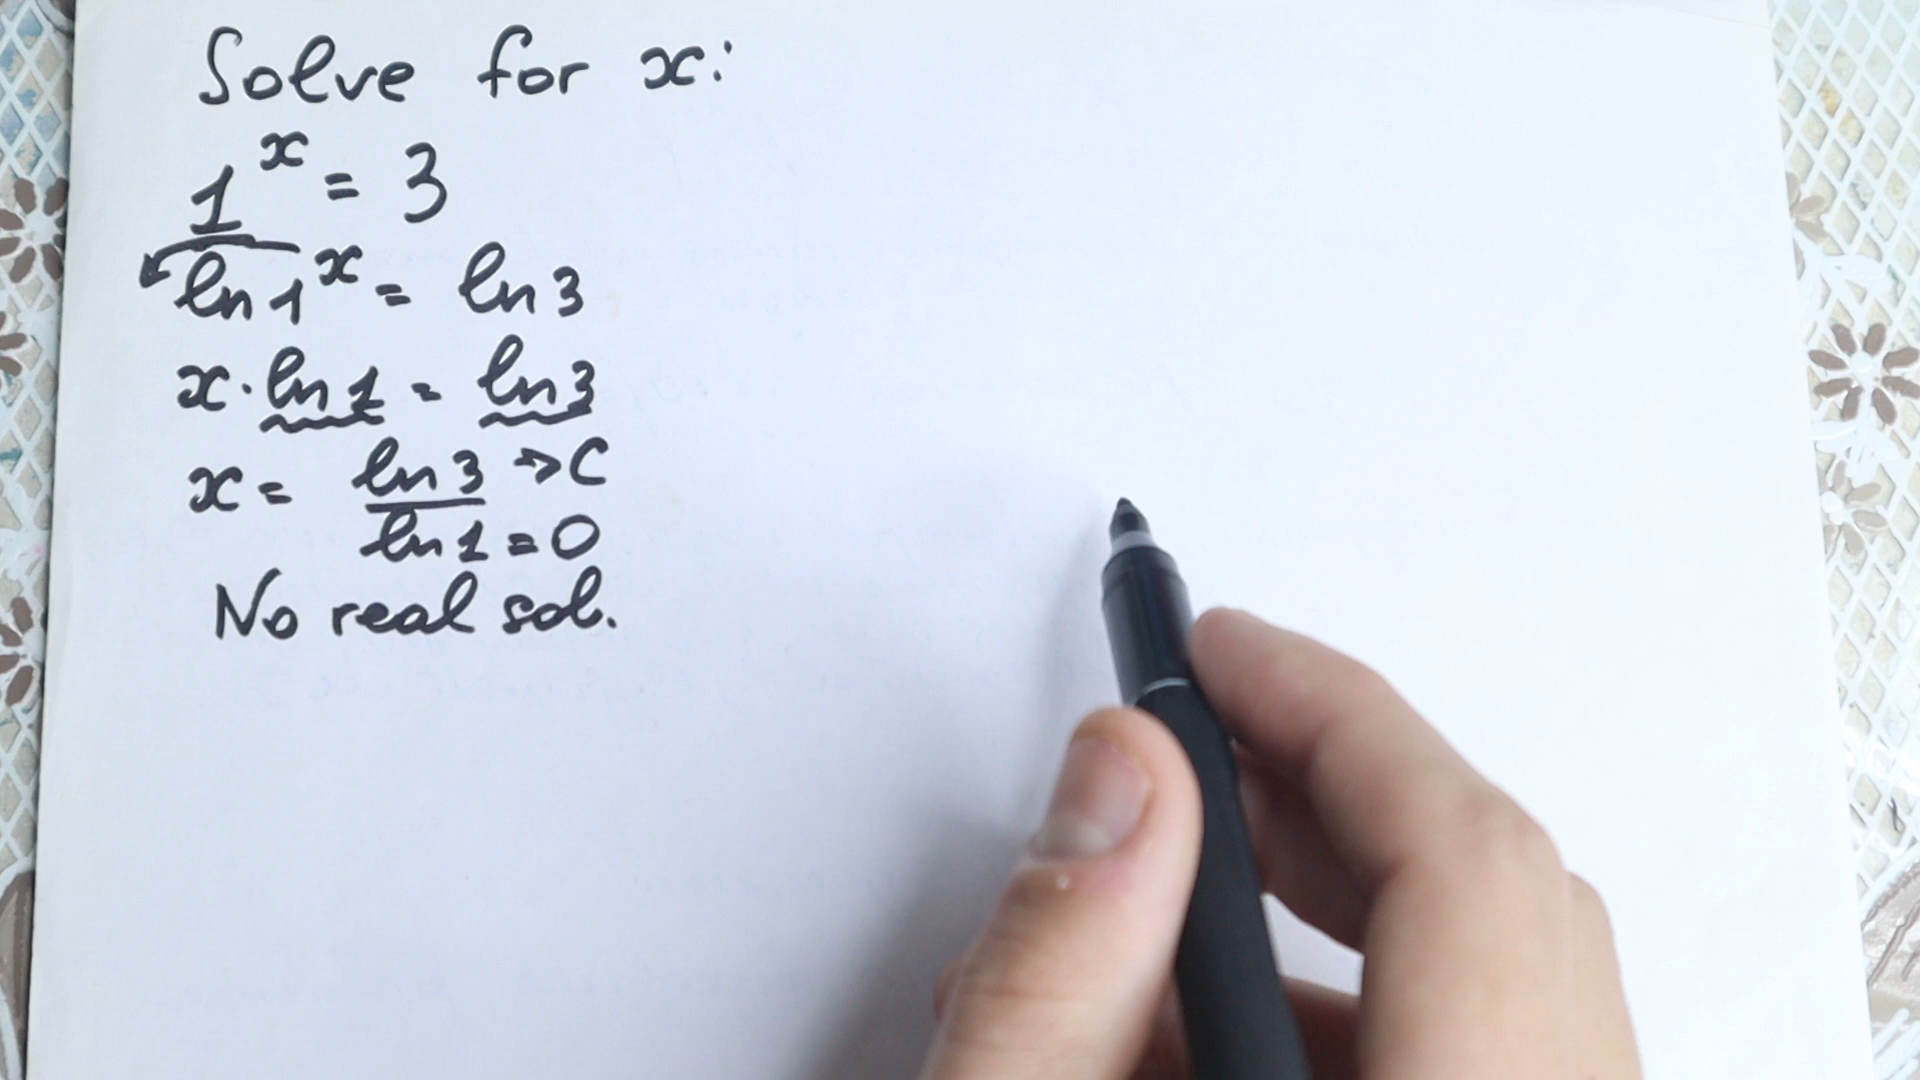 Solve for x:
1^x = 3
ln 1^x = ln 3
x · ln 1 = ln 3
x = ln 3 / ln 1 → C
= 0
No real sol.